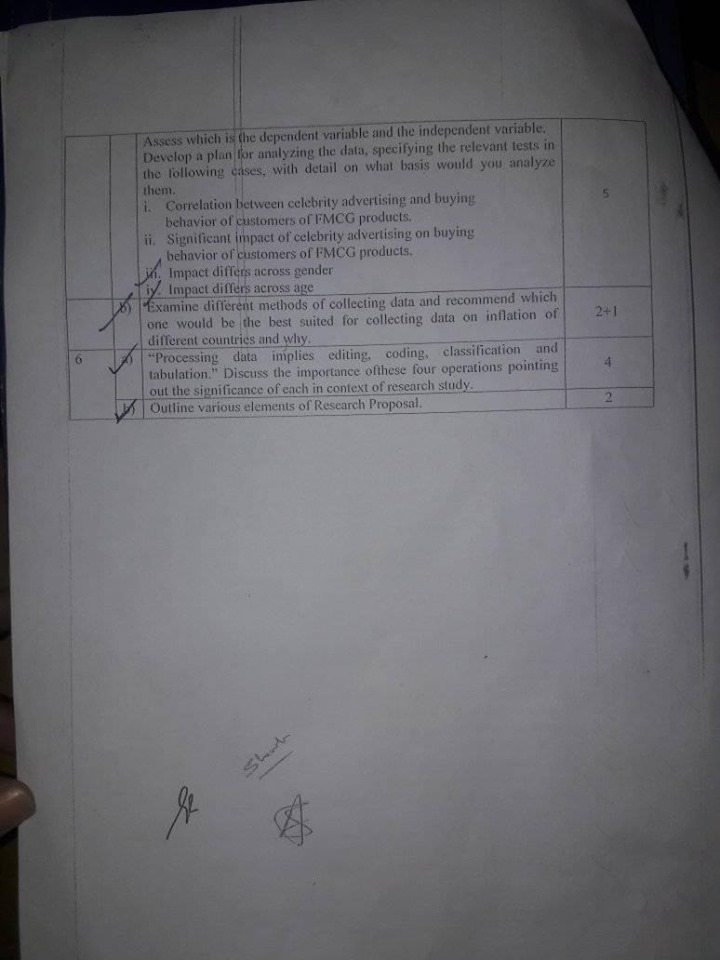 Assess which is the dependent variable and the independent variable.
Develop a plan for analyzing the data, specifying the relevant tests in
the following cases, with detail on what basis would you analyze
them.
i. Correlation between celebrity advertising and buying
behavior of customers of FMCG products.
5
ii. Significant impact of celebrity advertising on buying
behavior of customers of FMCG products.
iii. Impact differs across gender
iv. Impact differs across age
b) Examine different methods of collecting data and recommend which
one would be the best suited for collecting data on inflation of
different countries and why.
2+1
6 a) "Processing data implies editing, coding, classification and
tabulation." Discuss the importance ofthese four operations pointing
out the significance of each in context of research study.
4
b) Outline various elements of Research Proposal.
2